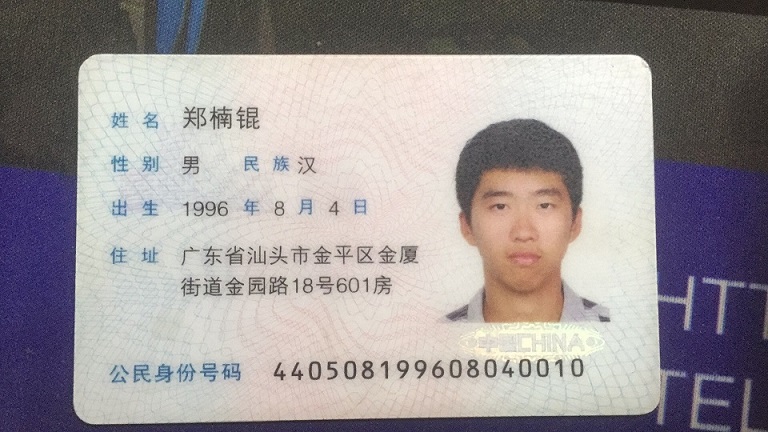 姓名 郑楠锟
性别 男 民族 汉
出生 1996 年 8 月 4 日
住址 广东省汕头市金平区金厦
街道金园路18号601房
中国CHINA
公民身份号码 440508199608040010
HTT
TEL